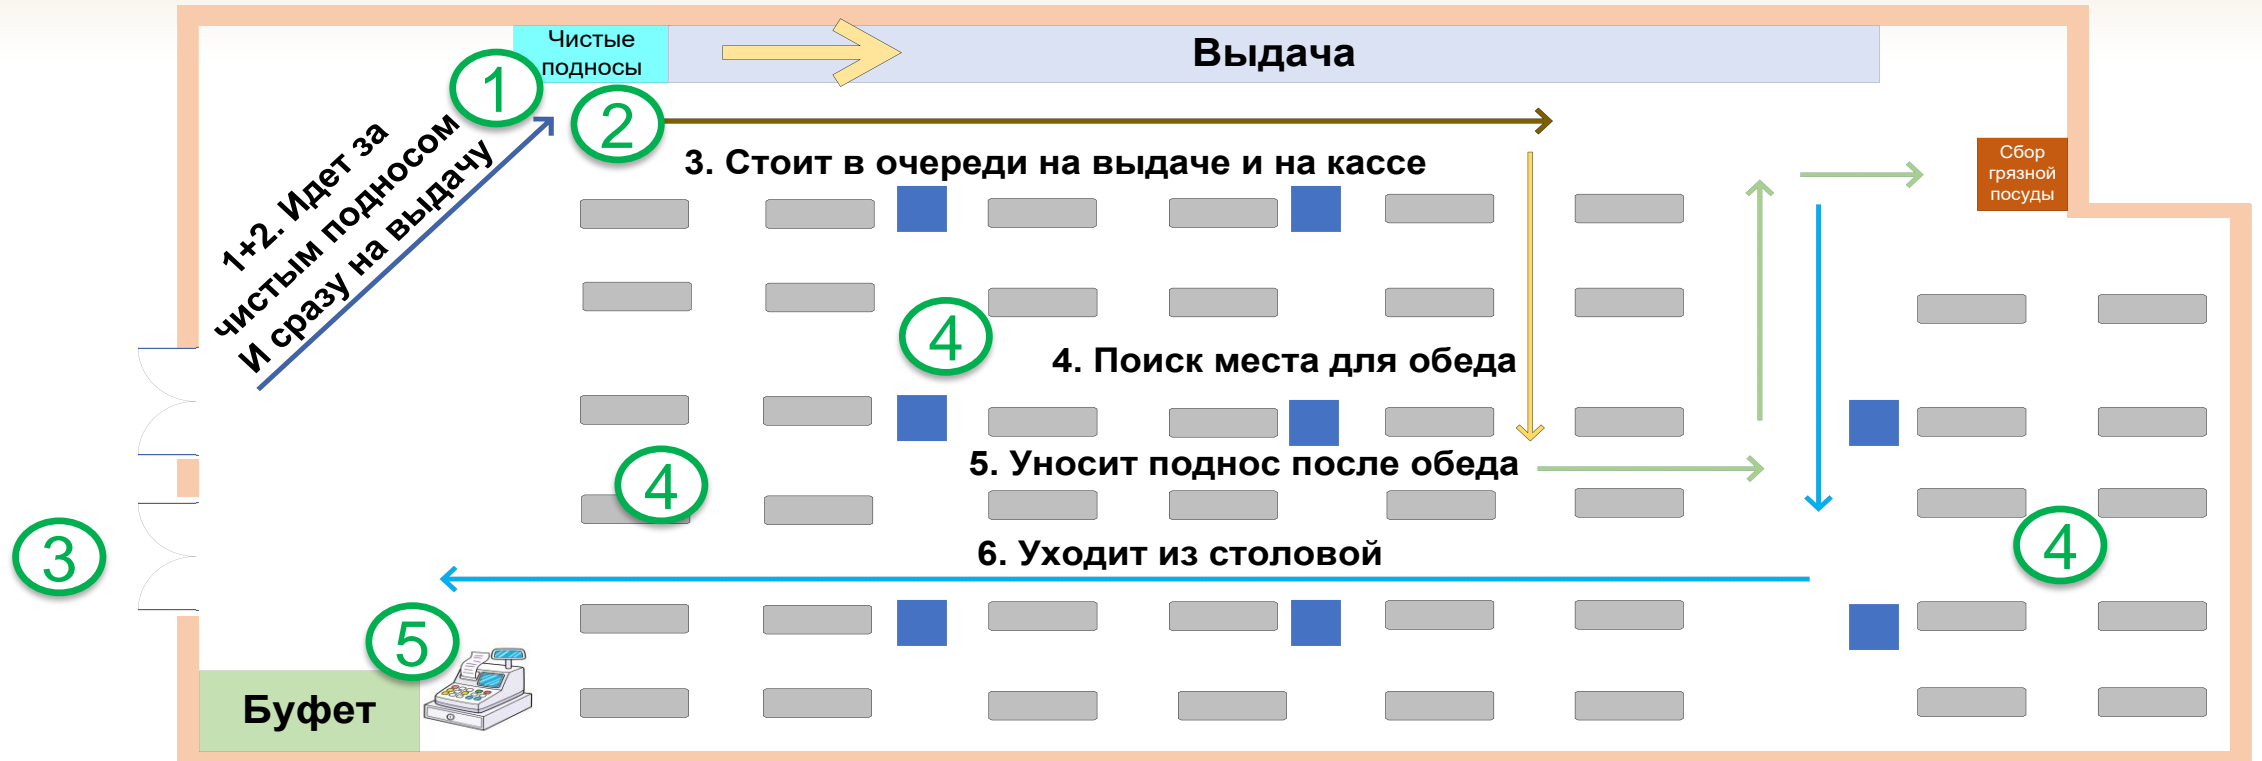 Чистые
подносы
Выдача
1
2
1+2. Идет за
чистым подносом
И сразу на выдачу
3. Стоит в очереди на выдаче и на кассе
Сбор
грязной
посуды
4
4. Поиск места для обеда
5. Уносит поднос после обеда
4
3
6. Уходит из столовой
4
5
Буфет